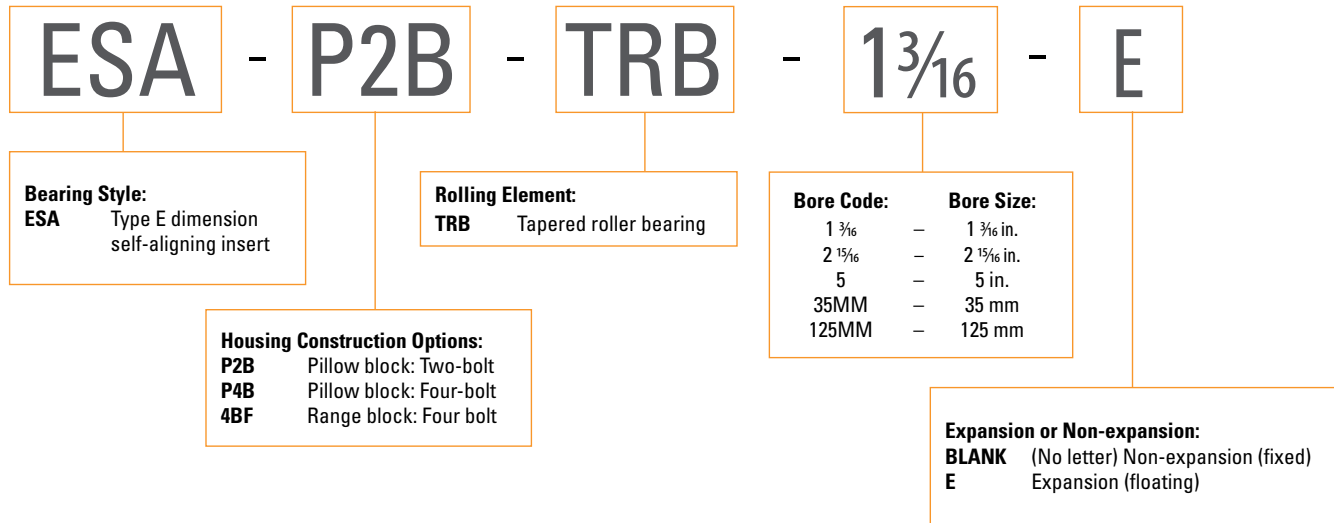 ESA - P2B - TRB - 1 3/16 - E
Bearing Style:
ESA Type E dimension
self-aligning insert
Housing Construction Options:
P2B Pillow block: Two-bolt
P4B Pillow block: Four-bolt
4BF Range block: Four bolt
Rolling Element:
TRB Tapered roller bearing
Bore Code: Bore Size:
1 3/16 – 1 3/16 in.
2 15/16 – 2 15/16 in.
5 – 5 in.
35MM – 35 mm
125MM – 125 mm
Expansion or Non-expansion:
BLANK (No letter) Non-expansion (fixed)
E Expansion (floating)